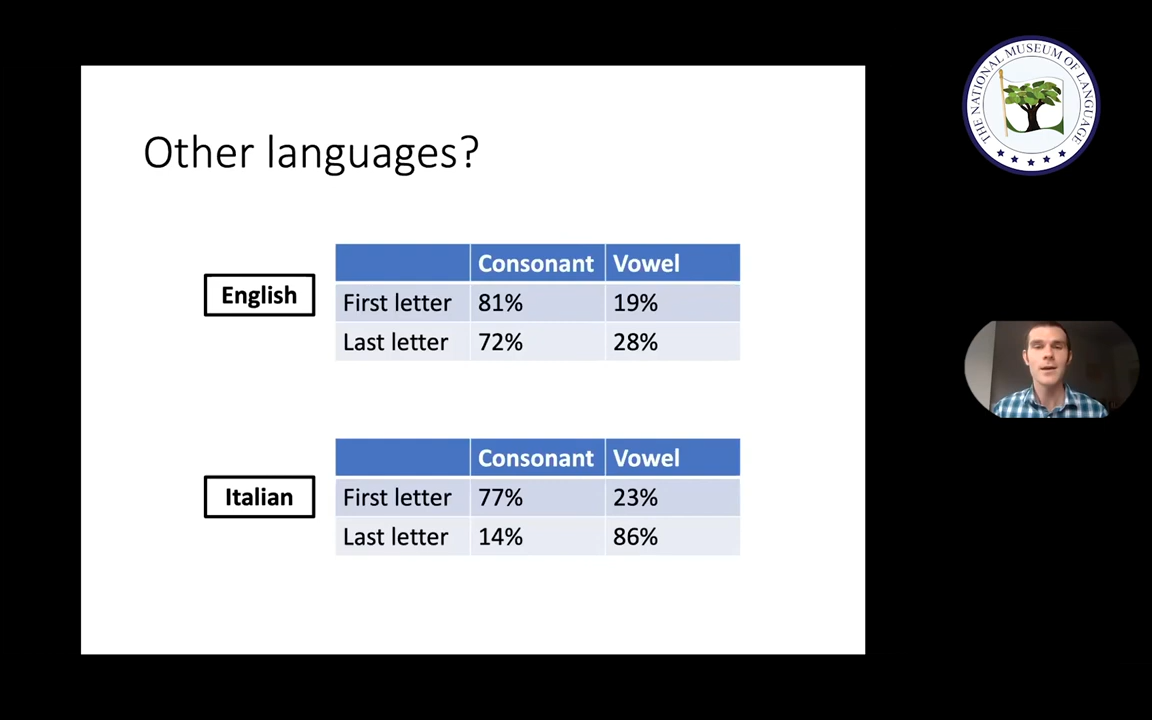 Other languages?
English
Consonant Vowel
First letter 81% 19%
Last letter 72% 28%
Italian
Consonant Vowel
First letter 77% 23%
Last letter 14% 86%
THE NATIONAL MUSEUM OF LANGUAGE